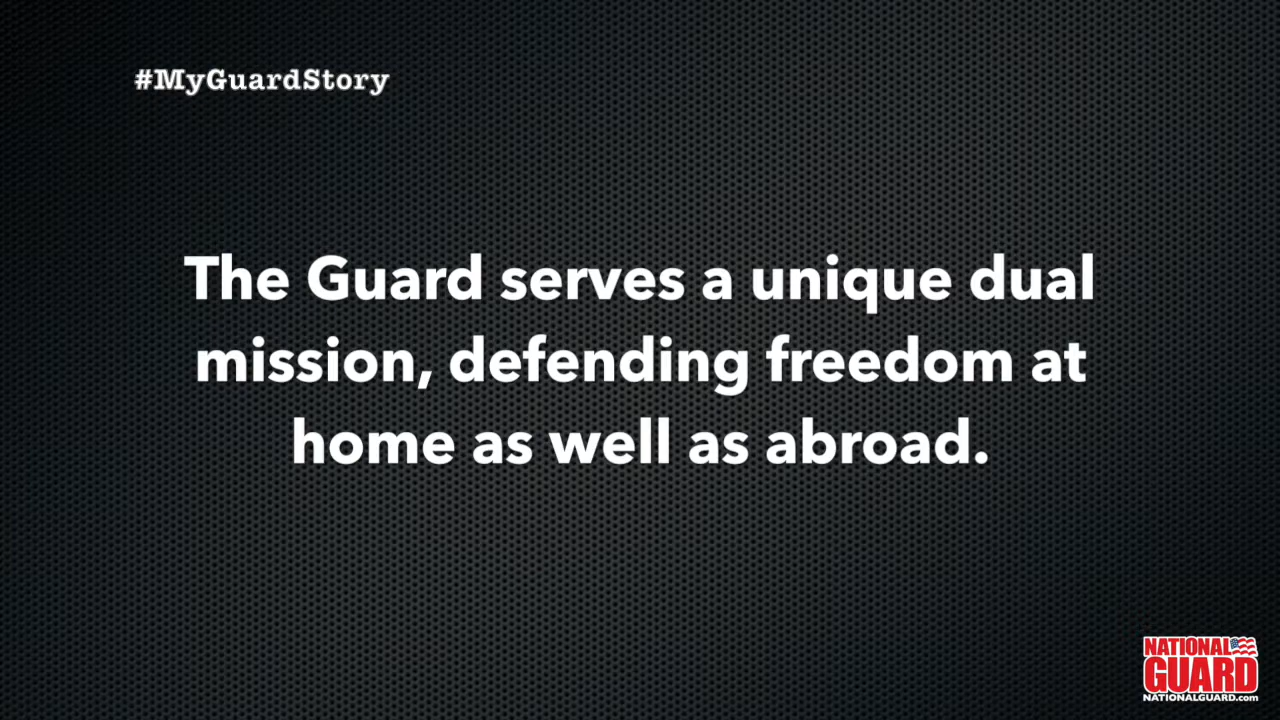 #MyGuardStory
The Guard serves a unique dual
mission, defending freedom at
home as well as abroad.
NATIONAL
GUARD
NATIONALGUARD.com